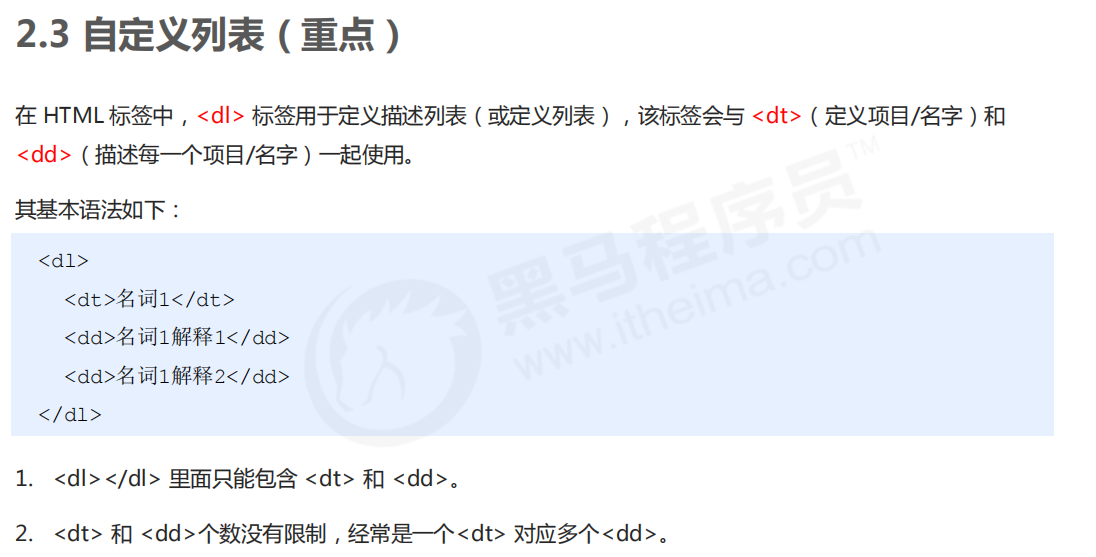 2.3 自定义列表（重点）
在 HTML 标签中，<dl> 标签用于定义描述列表（或定义列表），该标签会与 <dt>（定义项目/名字）和
<dd>（描述每一个项目/名字）一起使用。
其基本语法如下：
<dl>
<dt>名词1</dt>
<dd>名词1解释1</dd>
<dd>名词1解释2</dd>
</dl>
黑马程序员™
www.itheima.com
1. <dl></dl> 里面只能包含 <dt> 和 <dd>。
2. <dt> 和 <dd>个数没有限制，经常是一个<dt> 对应多个<dd>。